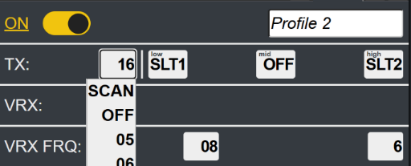 ON Profile 2
TX: 16 low SLT1 mid OFF high SLT2
SCAN
VRX: OFF
05
VRX FRQ: 08 6
06